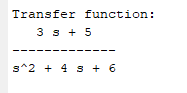 Transfer function:
3 s + 5
-------------
s^2 + 4 s + 6